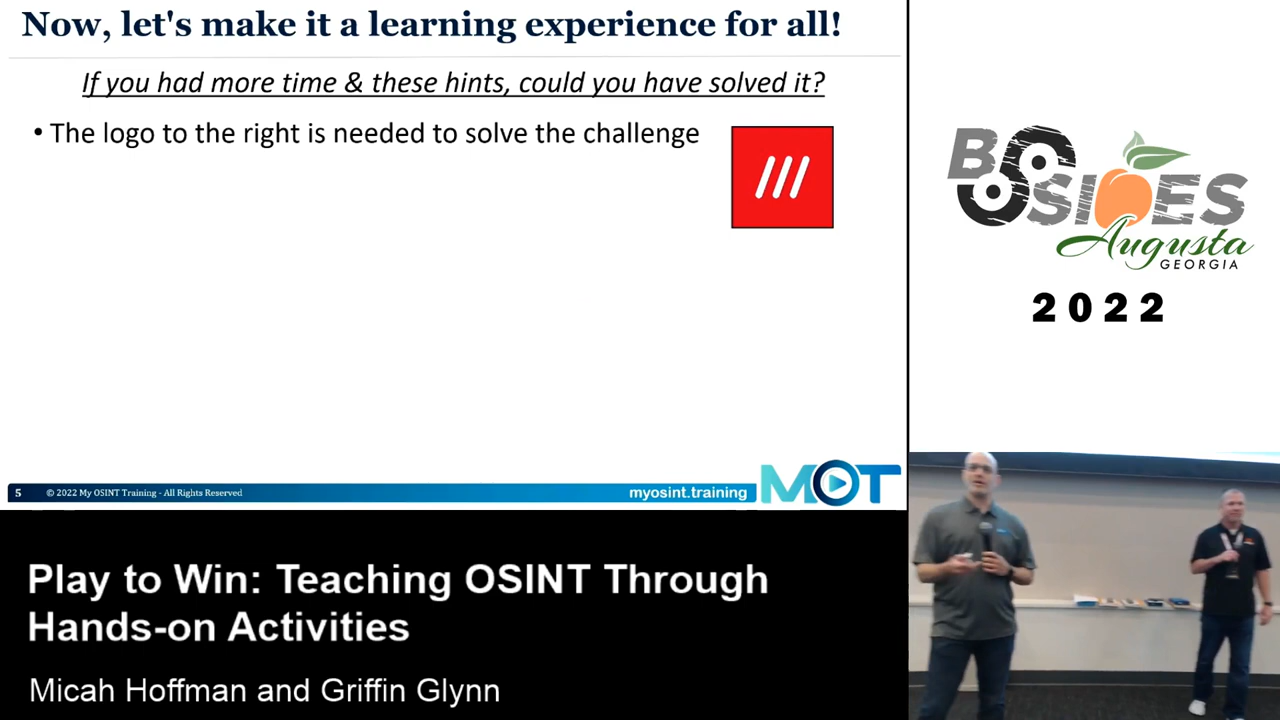 Now, let's make it a learning experience for all!
If you had more time & these hints, could you have solved it?
• The logo to the right is needed to solve the challenge
5 © 2022 My OSINT Training - All Rights Reserved
myosint.training
MOT
BSIDES
Augusta
GEORGIA
2022
Play to Win: Teaching OSINT Through
Hands-on Activities
Micah Hoffman and Griffin Glynn